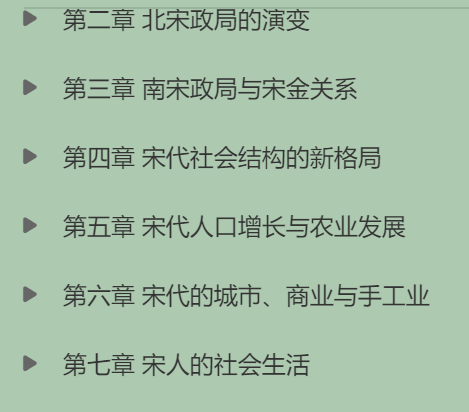 第二章 北宋政局的演变
第三章 南宋政局与宋金关系
第四章 宋代社会结构的新格局
第五章 宋代人口增长与农业发展
第六章 宋代的城市、商业与手工业
第七章 宋人的社会生活